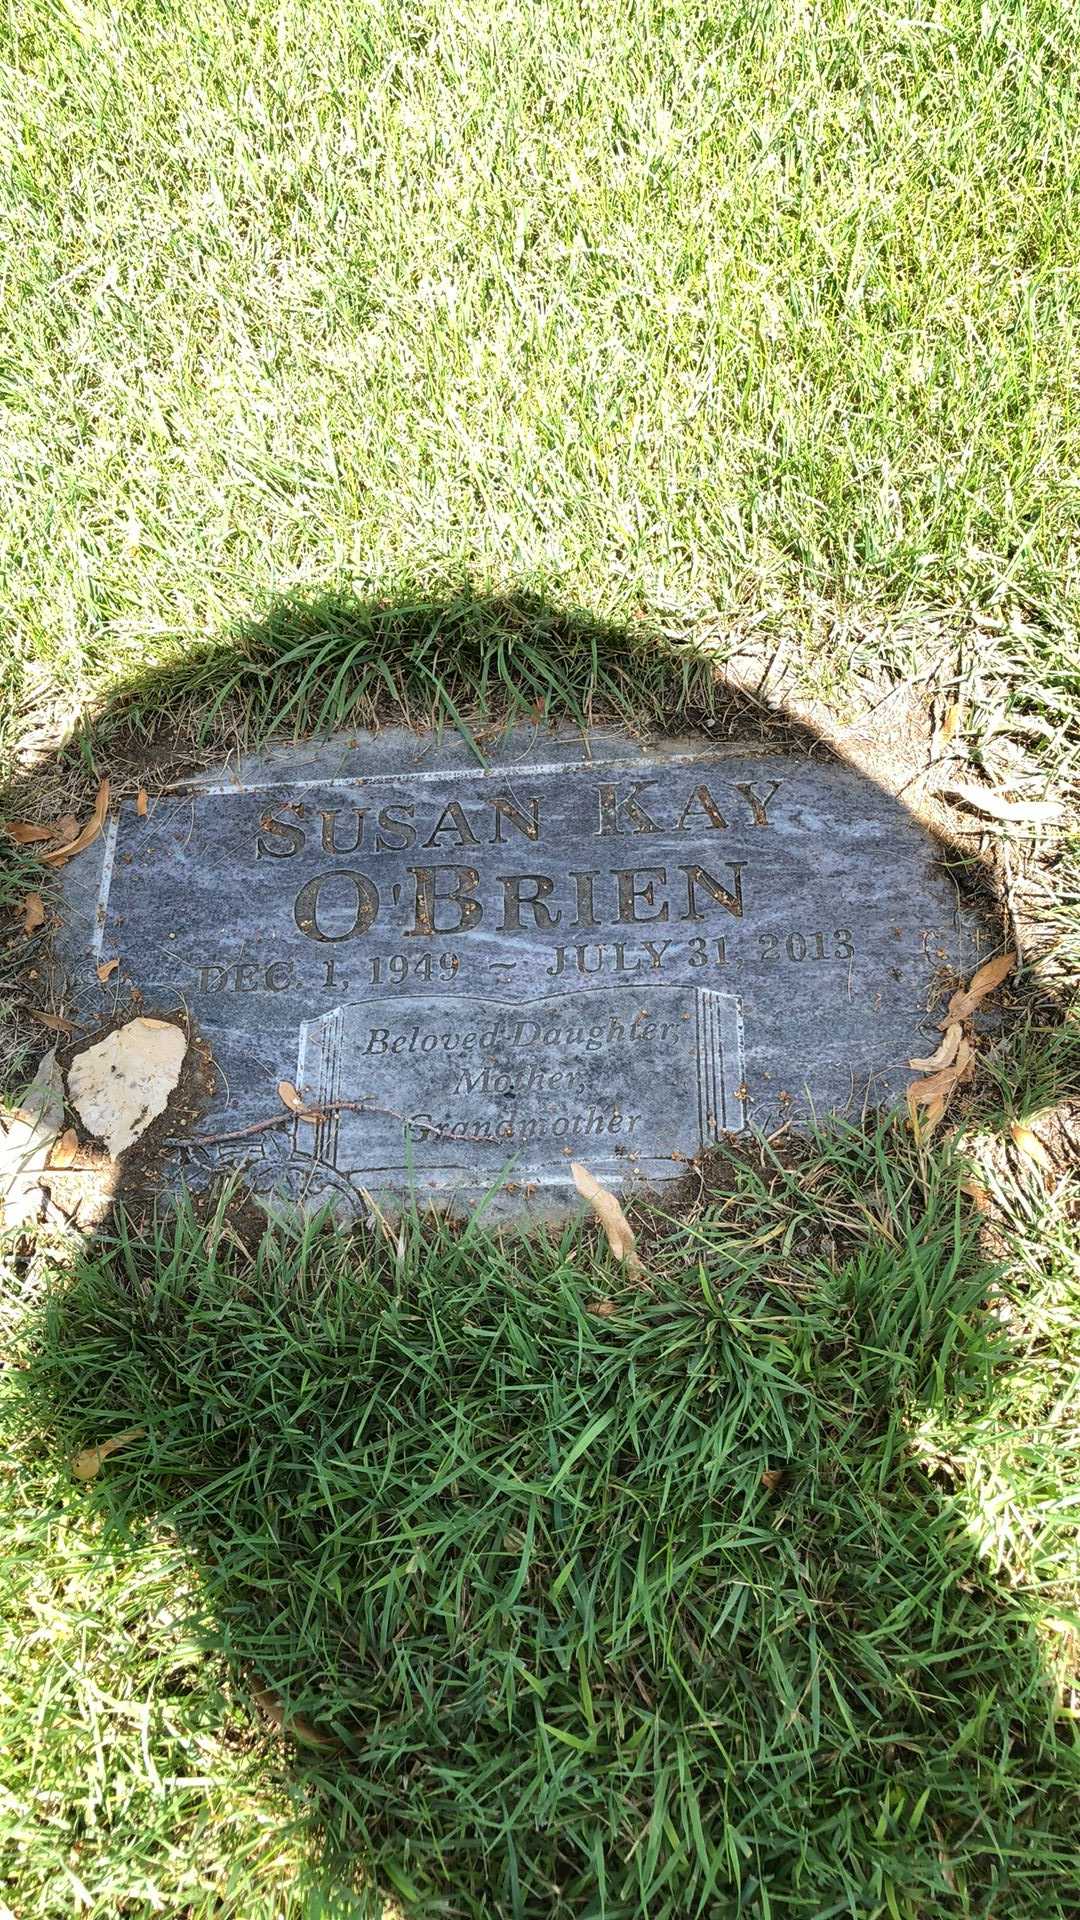 SUSAN KAY
O'BRIEN
DEC. 1, 1949 ~ JULY 31, 2013
Beloved Daughter,
Mother,
Grandmother